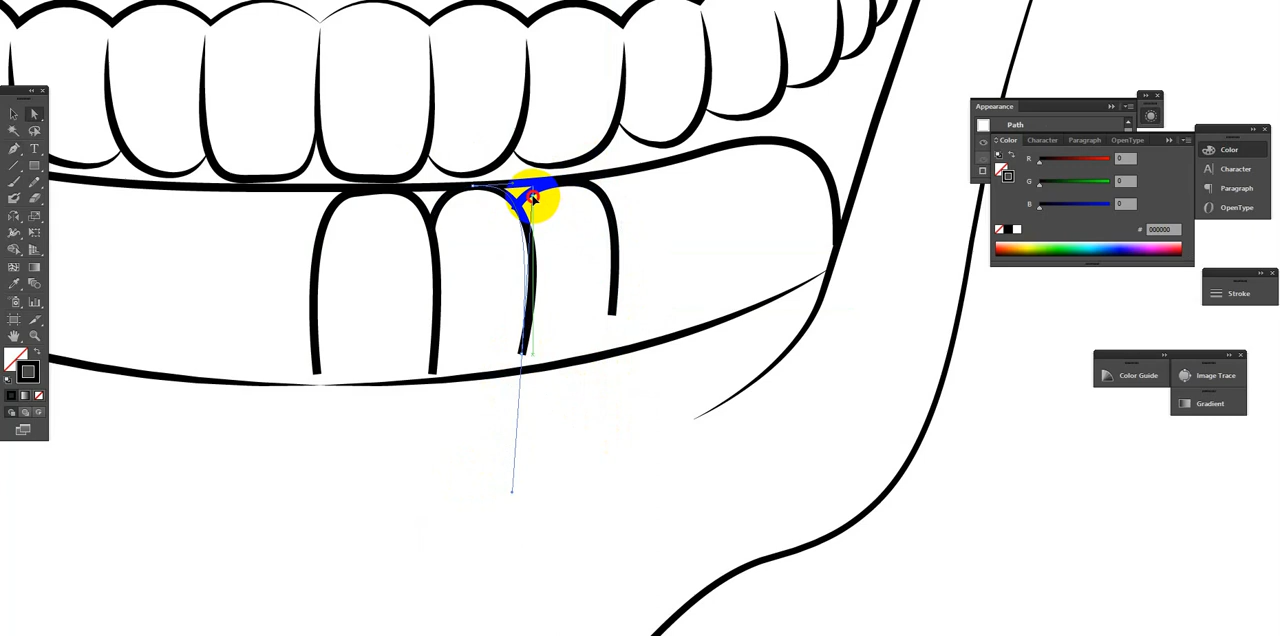 Appearance
Path
Color Character Paragraph OpenType
R 0
G 0
B 0
# 000000
Color
Character
Paragraph
OpenType
Stroke
Color Guide
Image Trace
Gradient